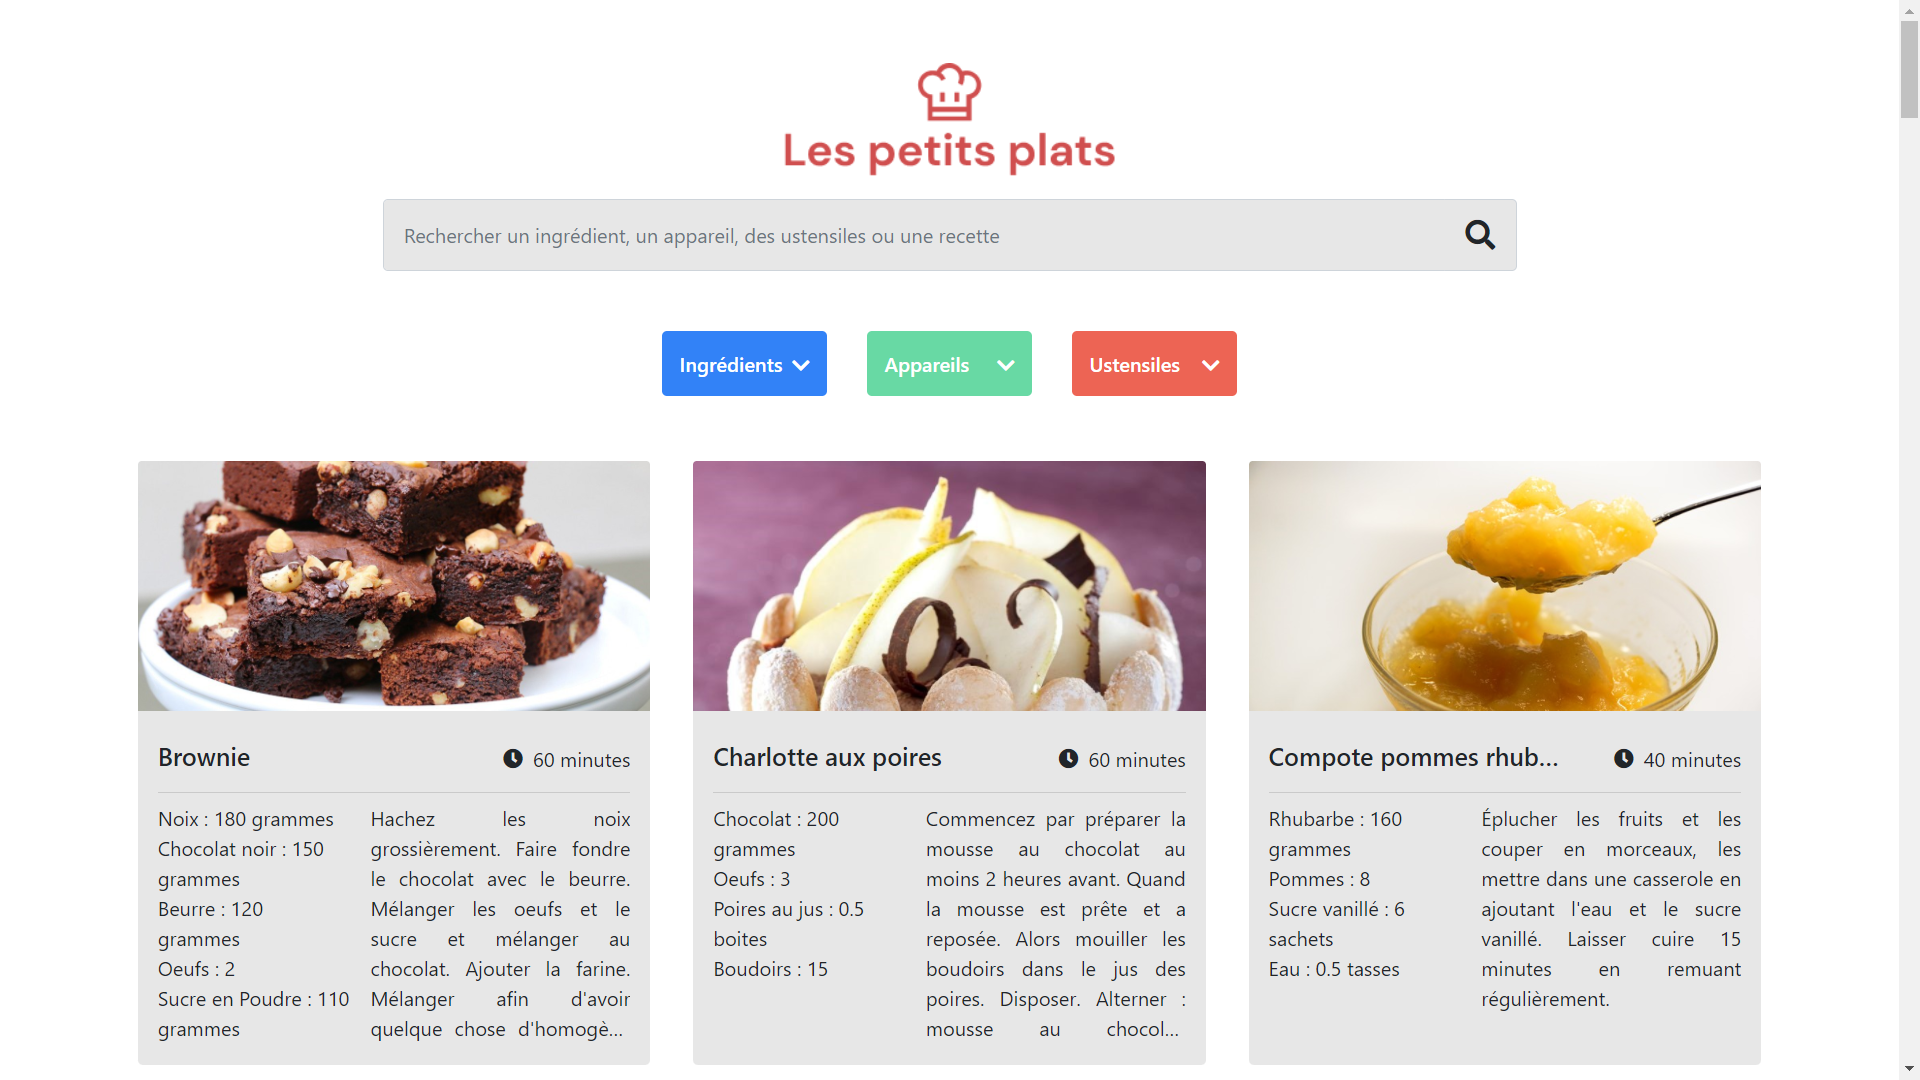 Les petits plats
Rechercher un ingrédient, un appareil, des ustensiles ou une recette
Ingrédients
Appareils
Ustensiles
Brownie
60 minutes
Noix : 180 grammes
Chocolat noir : 150
grammes
Beurre : 120
grammes
Oeufs : 2
Sucre en Poudre : 110
grammes
Hachez les noix
grossièrement. Faire fondre
le chocolat avec le beurre.
Mélanger les oeufs et le
sucre et mélanger au
chocolat. Ajouter la farine.
Mélanger afin d'avoir
quelque chose d'homogè...
Charlotte aux poires
60 minutes
Chocolat : 200
grammes
Oeufs : 3
Poires au jus : 0.5
boites
Boudoirs : 15
Commencez par préparer la
mousse au chocolat au
moins 2 heures avant. Quand
la mousse est prête et a
reposée. Alors mouiller les
boudoirs dans le jus des
poires. Disposer. Alterner :
mousse au chocol...
Compote pommes rhub...
40 minutes
Rhubarbe : 160
grammes
Pommes : 8
Sucre vanillé : 6
sachets
Eau : 0.5 tasses
Éplucher les fruits et les
couper en morceaux, les
mettre dans une casserole en
ajoutant l'eau et le sucre
vanillé. Laisser cuire 15
minutes en remuant
régulièrement.